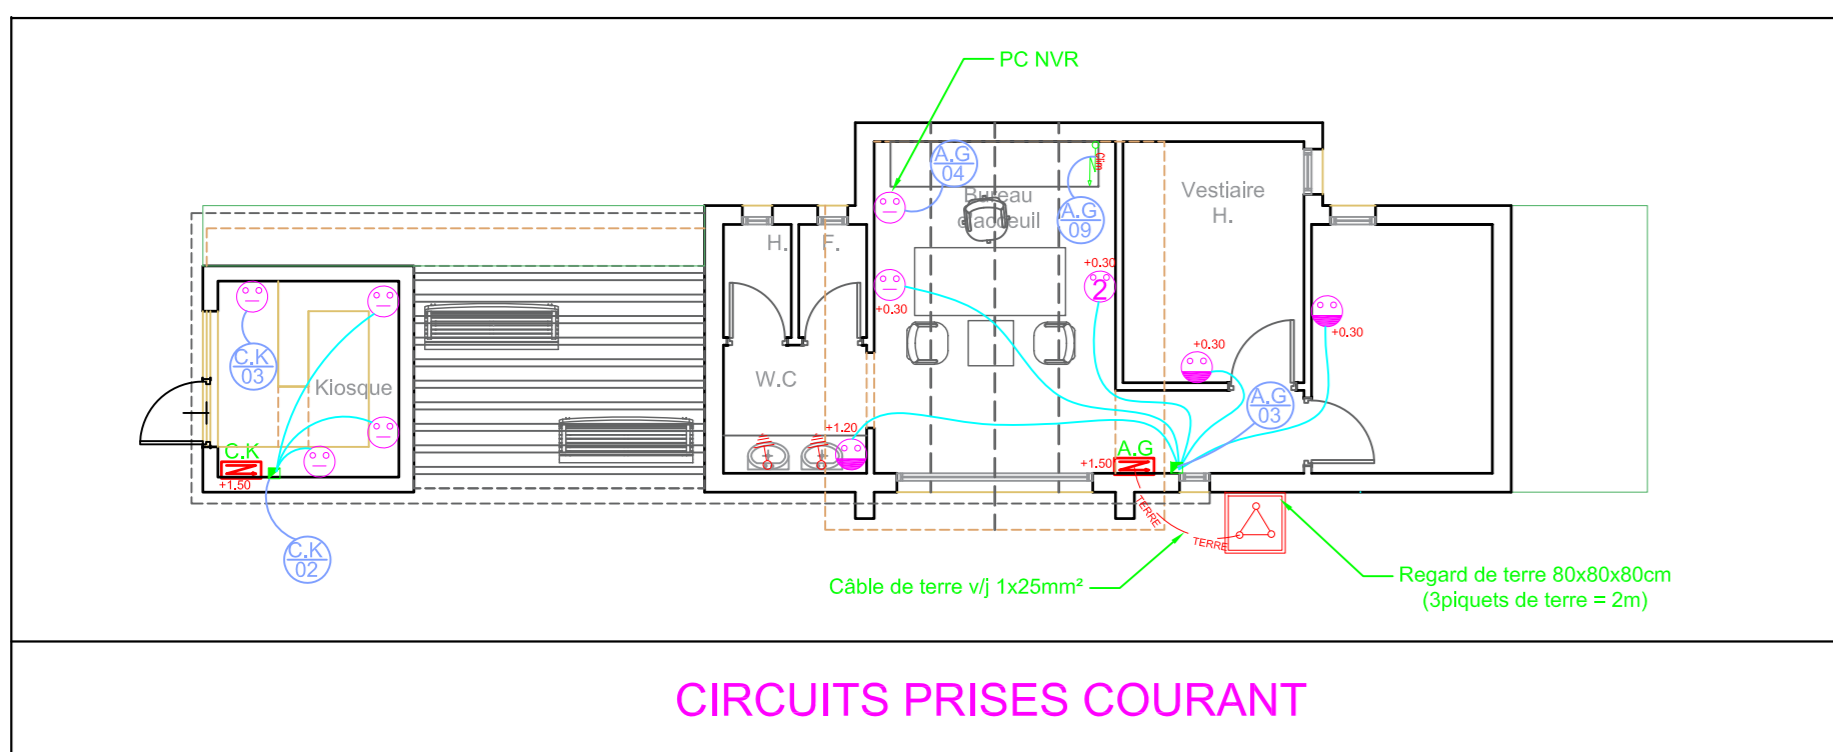 PC NVR
A.G
04
Clim
Bureau
d'accueil
A.G
09
Vestiaire
H.
H.
F.
+0.30
2
+0.30
+0.30
+0.30
C.K
03
Kiosque
W.C
A.G
03
+1.20
C.K
+1.50
A.G
+1.50
TERRE
TERRE
C.K
02
Câble de terre v/j 1x25mm²
Regard de terre 80x80x80cm
(3piquets de terre = 2m)
CIRCUITS PRISES COURANT